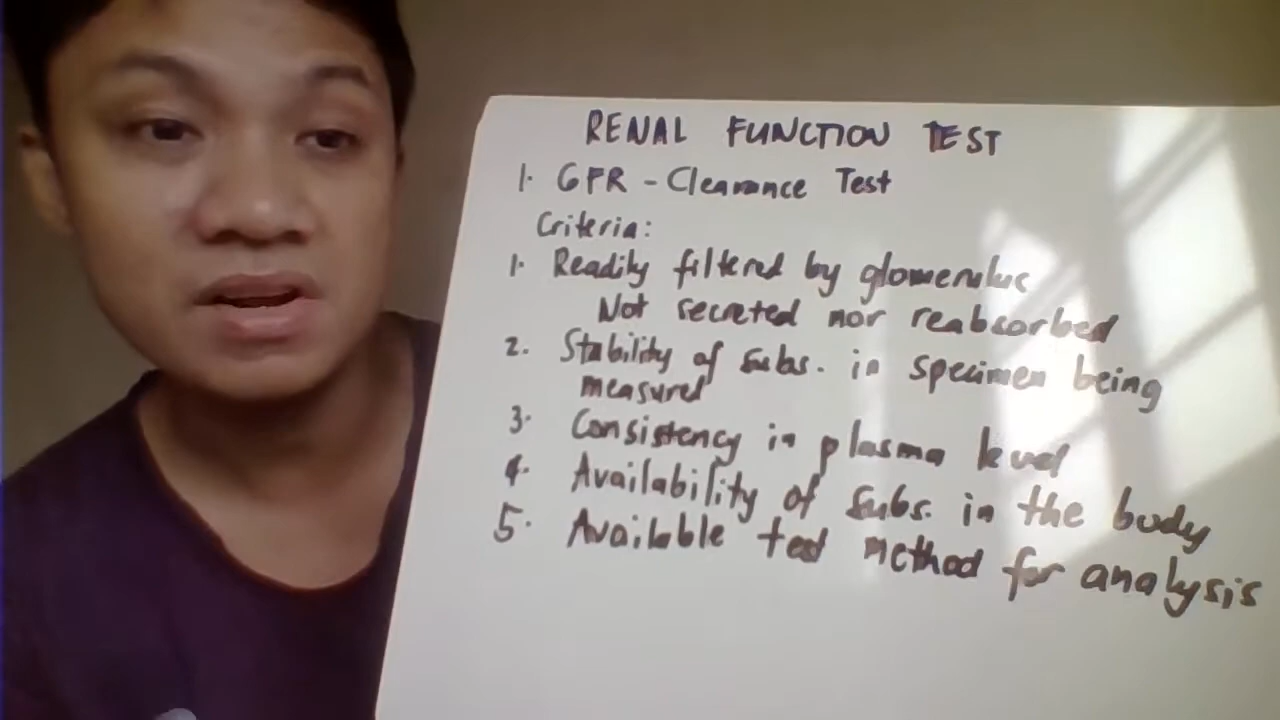 RENAL FUNCTION TEST
1. GFR - Clearance Test
Criteria:
1. Readily filtered by glomerulus
Not secreted nor reabsorbed
2. Stability of subs. in specimen being
measured
3. Consistency in plasma level
4. Availability of subs. in the body
5. Available test method for analysis